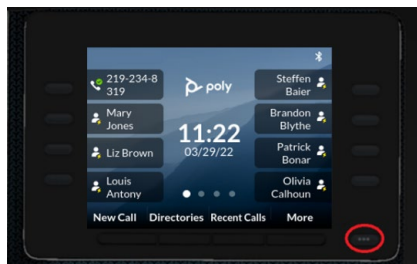 219-234-8
319
poly
Steffen
Baier
Mary
Jones
11:22
03/29/22
Brandon
Blythe
Liz Brown
Patrick
Bonar
Louis
Antony
Olivia
Calhoun
New Call Directories Recent Calls More